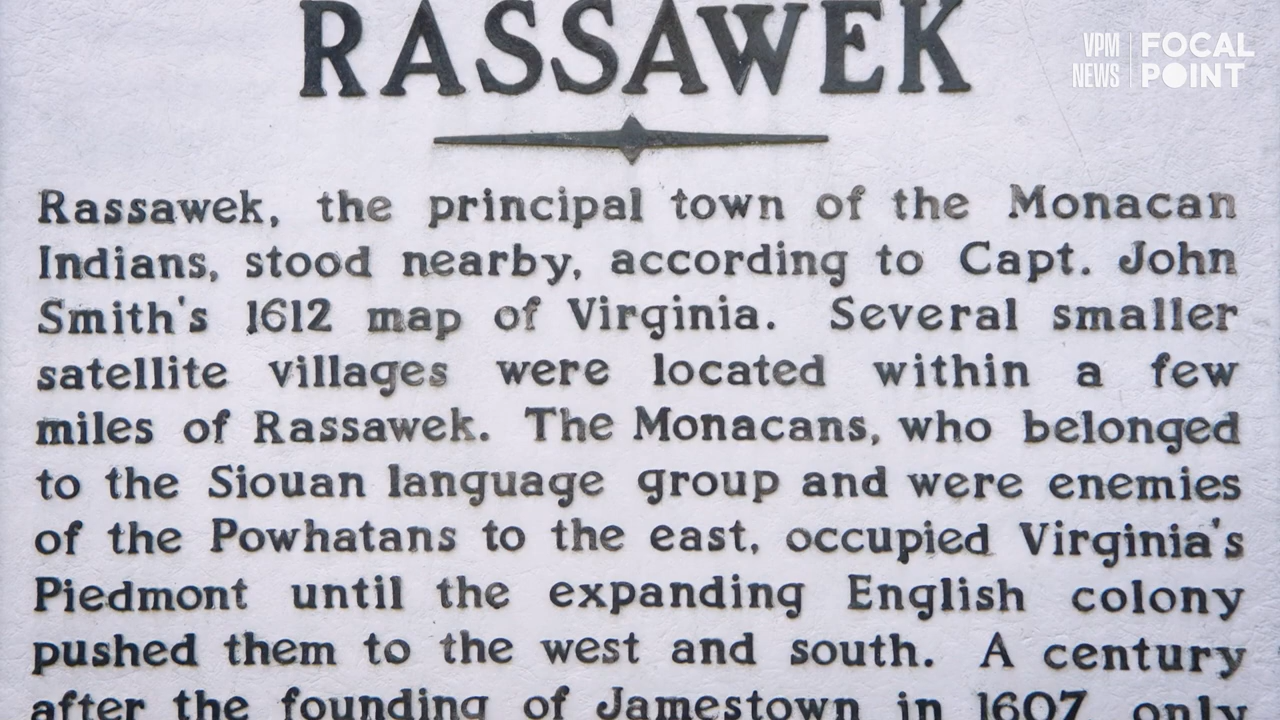 RASSAWEK
VPM NEWS | FOCAL POINT
Rassawek, the principal town of the Monacan
Indians, stood nearby, according to Capt. John
Smith's 1612 map of Virginia. Several smaller
satellite villages were located within a few
miles of Rassawek. The Monacans, who belonged
to the Siouan language group and were enemies
of the Powhatans to the east, occupied Virginia's
Piedmont until the expanding English colony
pushed them to the west and south. A century
after the founding of Jamestown in 1607 only